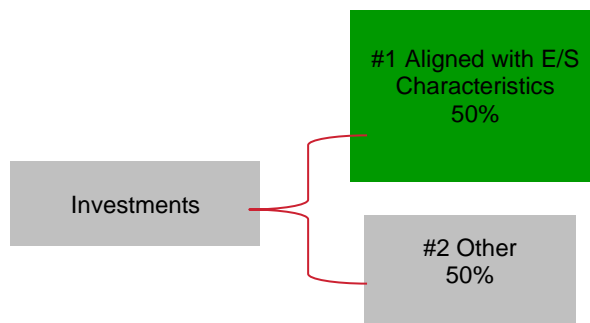 #1 Aligned with E/S
Characteristics
50%
Investments
#2 Other
50%